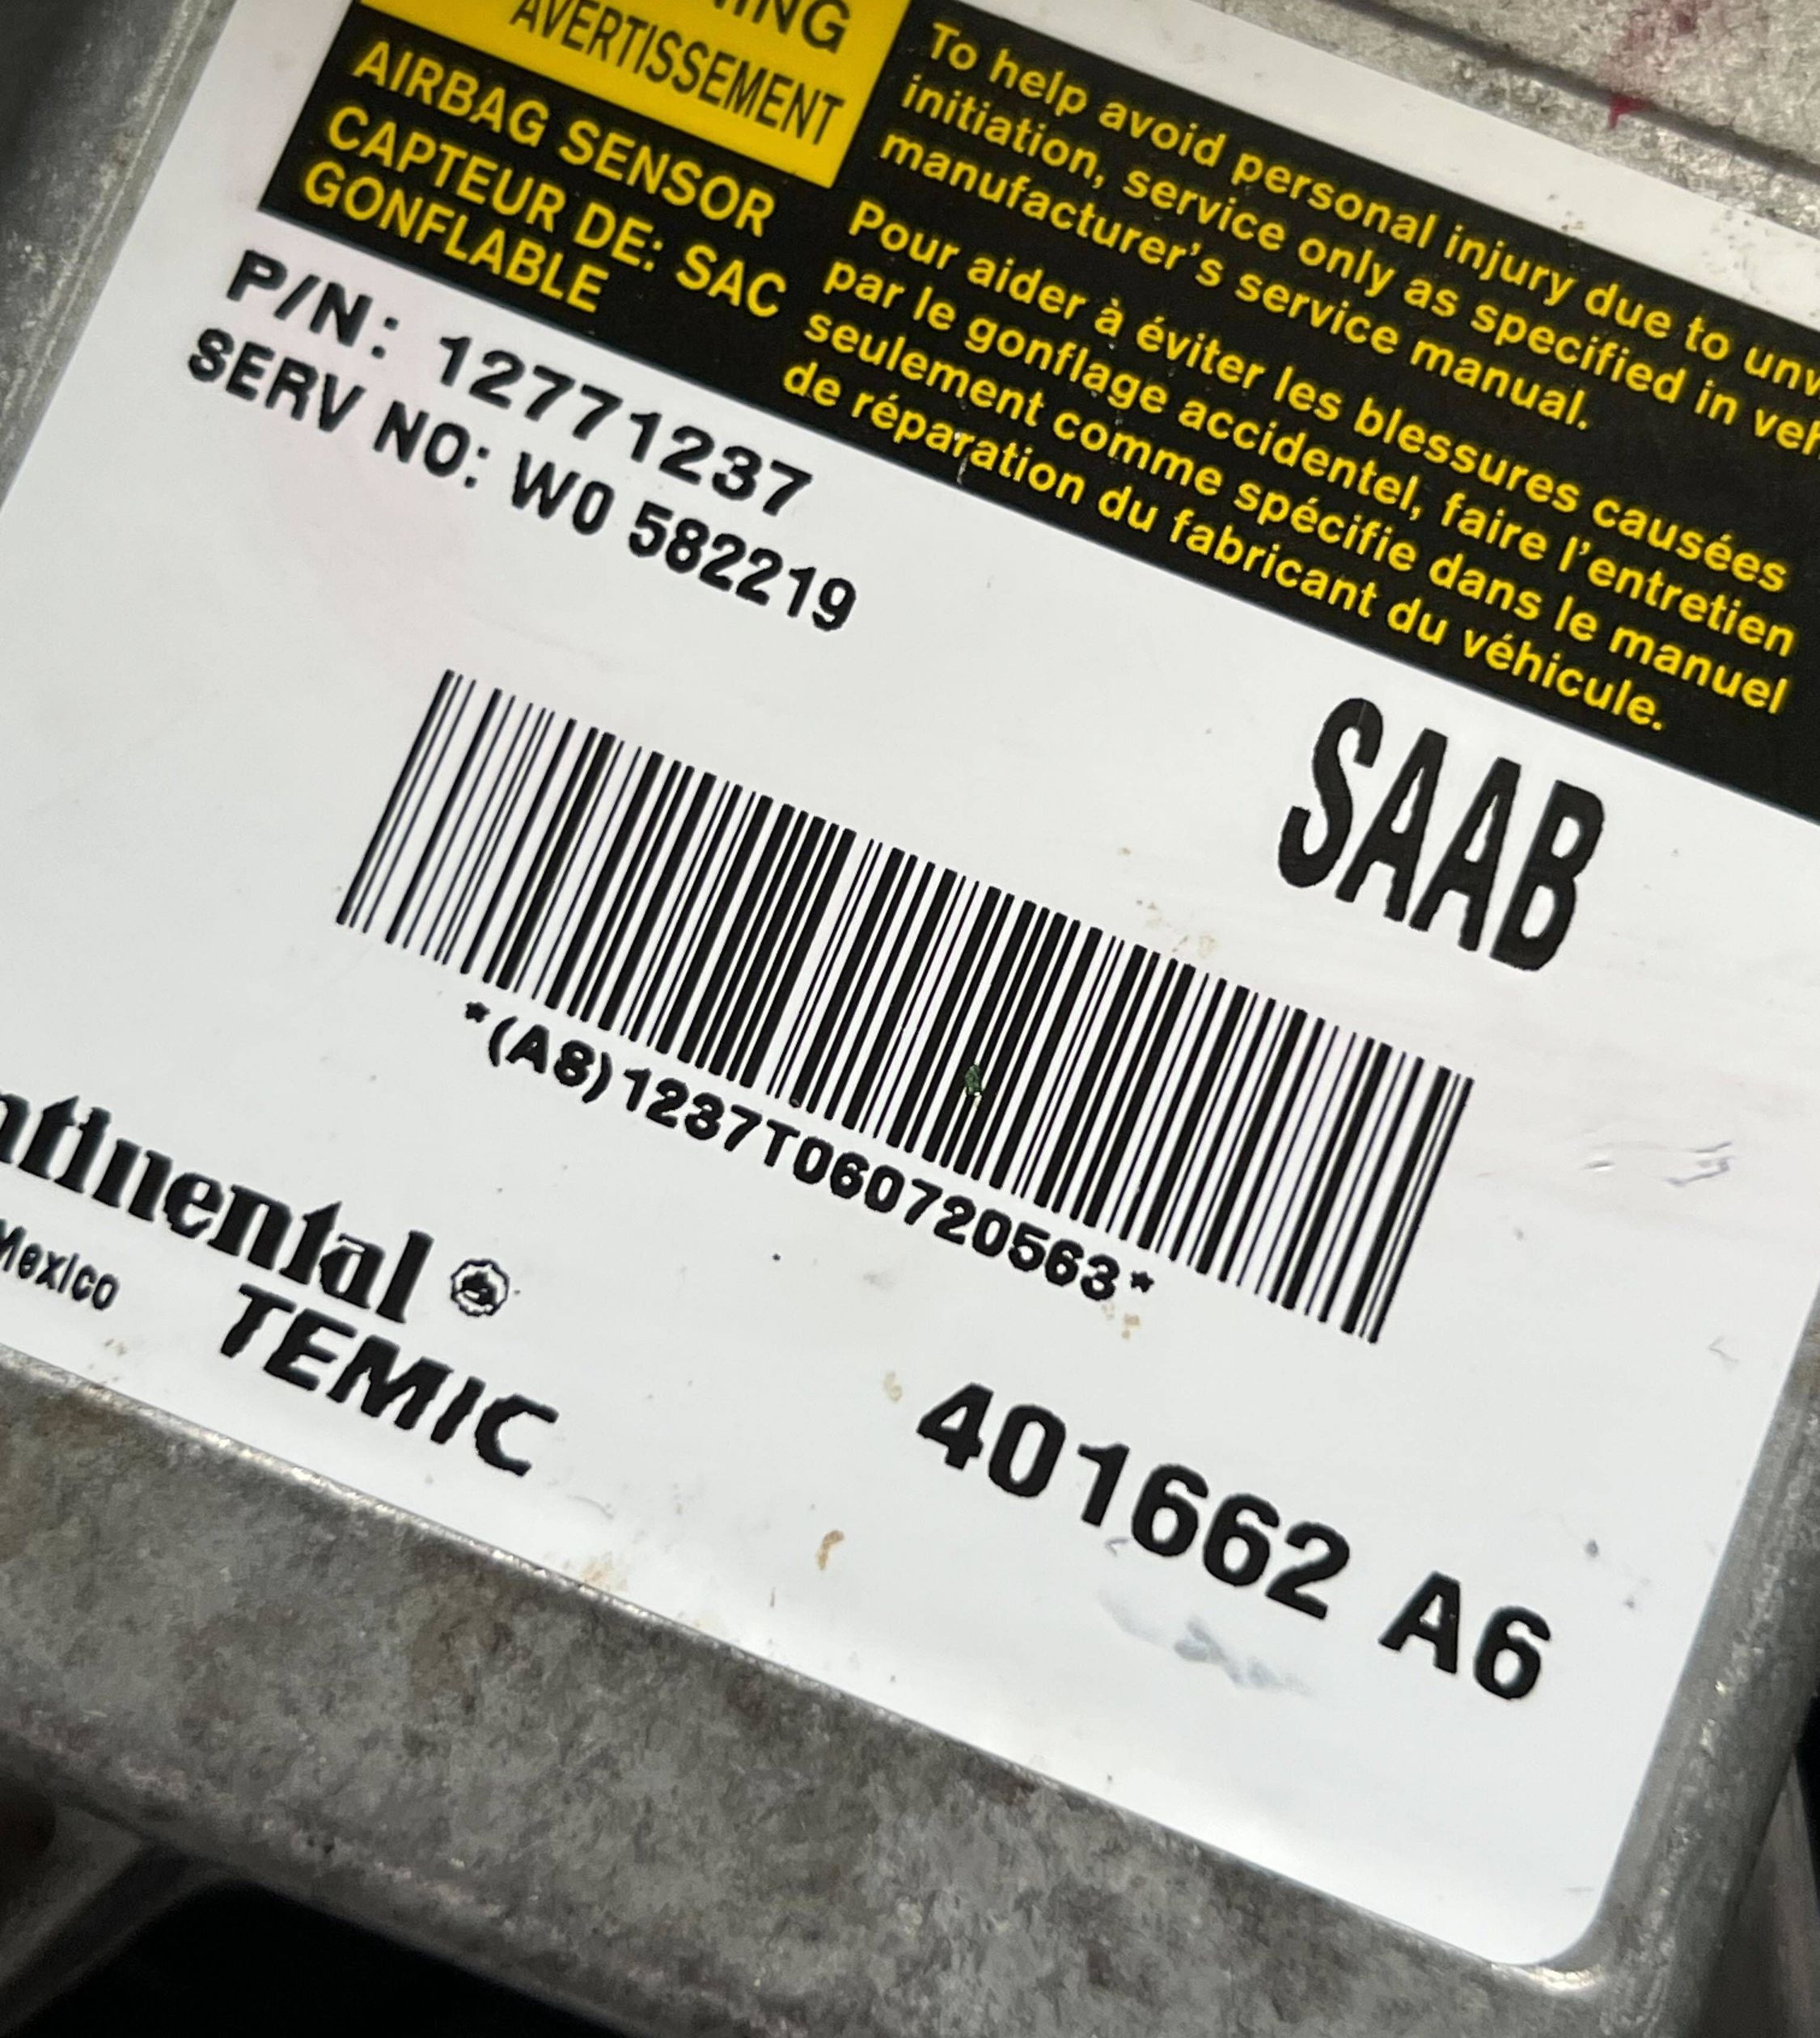 AVERTISSEMENT
AIRBAG SENSOR
CAPTEUR DE: SAC
GONFLABLE
To help avoid personal injury due to
initiation, service only as specified in
manufacturer's service manual.
Pour aider à éviter les blessures causées
par le gonflage accidentel, faire l'entretien
seulement comme spécifie dans le manuel
de réparation du fabricant du véhicule.
P/N: 12771237
SERV NO: W0 582219
SAAB
*(A8)1237T060720563*
ntinental
Mexico
TEMIC
401662 A6